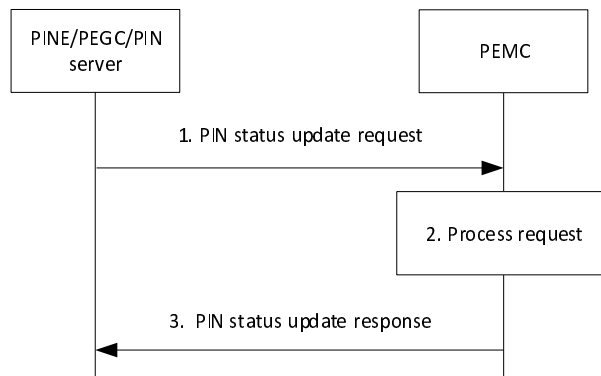 PINE/PEGC/PIN
server
PEMC
1. PIN status update request
2. Process request
3. PIN status update response